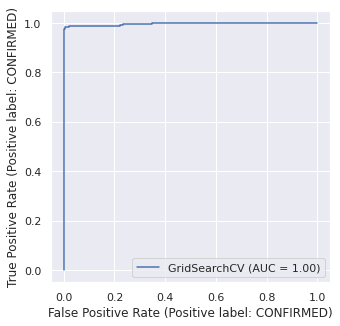 True Positive Rate (Positive label: CONFIRMED)
1.0
0.8
0.6
0.4
0.2
0.0
GridSearchCV (AUC = 1.00)
0.0 0.2 0.4 0.6 0.8 1.0
False Positive Rate (Positive label: CONFIRMED)